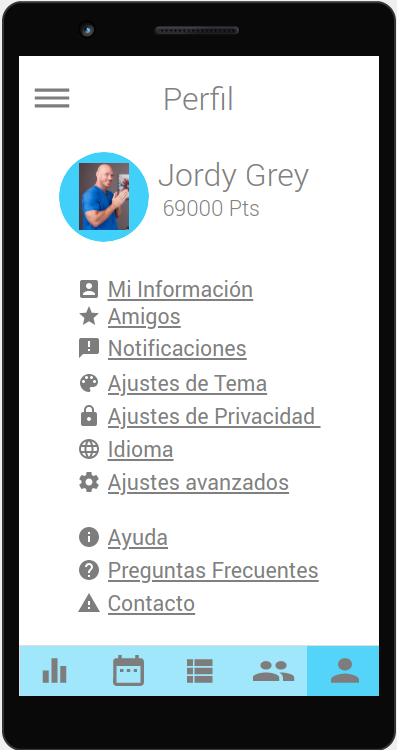 Perfil
Jordy Grey
69000 Pts
Mi Información
Amigos
Notificaciones
Ajustes de Tema
Ajustes de Privacidad
Idioma
Ajustes avanzados
Ayuda
Preguntas Frecuentes
Contacto